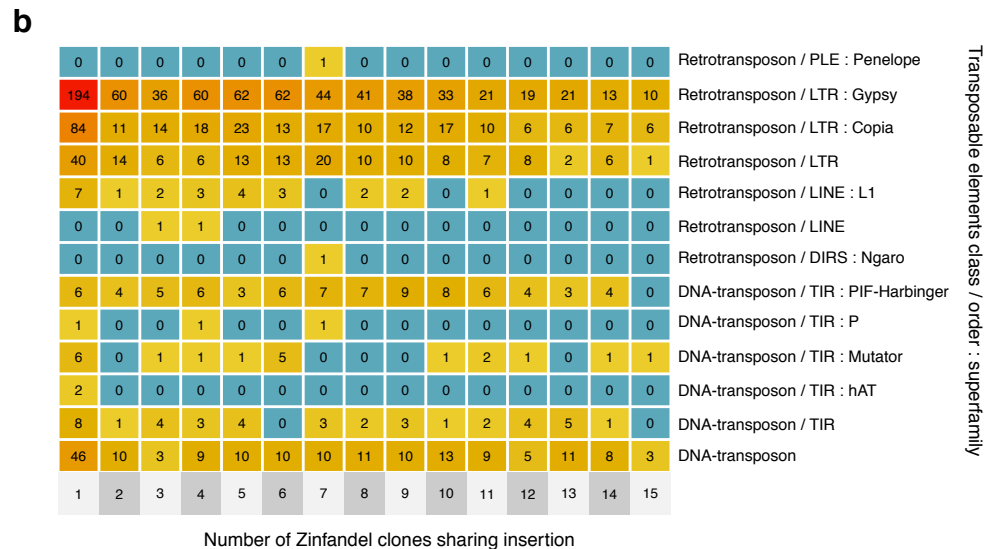 b
0 0 0 0 0 0 1 0 0 0 0 0 0 0 0 Retrotransposon / PLE : Penelope
194 60 36 60 62 62 44 41 38 33 21 19 21 13 10 Retrotransposon / LTR : Gypsy
84 11 14 18 23 13 17 10 12 17 10 6 6 7 6 Retrotransposon / LTR : Copia
40 14 6 6 13 13 20 10 10 8 7 8 2 6 1 Retrotransposon / LTR
7 1 2 3 4 3 0 2 2 0 1 0 0 0 0 Retrotransposon / LINE : L1
0 0 1 1 0 0 0 0 0 0 0 0 0 0 0 Retrotransposon / LINE
0 0 0 0 0 0 1 0 0 0 0 0 0 0 0 Retrotransposon / DIRS : Ngaro
6 4 5 6 3 6 7 7 9 8 6 4 3 4 0 DNA-transposon / TIR : PIF-Harbinger
1 0 0 1 0 0 1 0 0 0 0 0 0 0 0 DNA-transposon / TIR : P
6 0 1 1 1 5 0 0 0 1 2 1 0 1 1 DNA-transposon / TIR : Mutator
2 0 0 0 0 0 0 0 0 0 0 0 0 0 0 DNA-transposon / TIR : hAT
8 1 4 3 4 0 3 2 3 1 2 4 5 1 0 DNA-transposon / TIR
46 10 3 9 10 10 10 11 10 13 9 5 11 8 3 DNA-transposon
1 2 3 4 5 6 7 8 9 10 11 12 13 14 15
Number of Zinfandel clones sharing insertion
Transposable elements class / order : superfamily